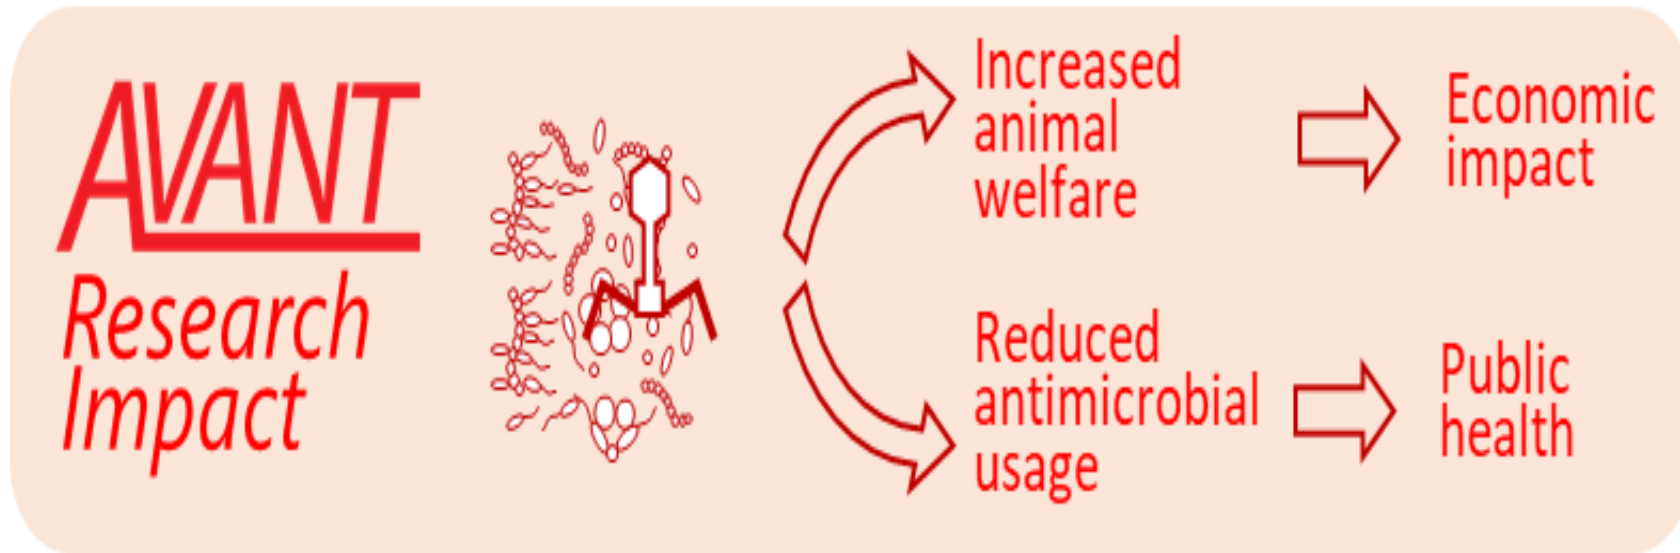 AVANT
Research
Impact
Increased
animal
welfare
Economic
impact
Reduced
antimicrobial
usage
Public
health